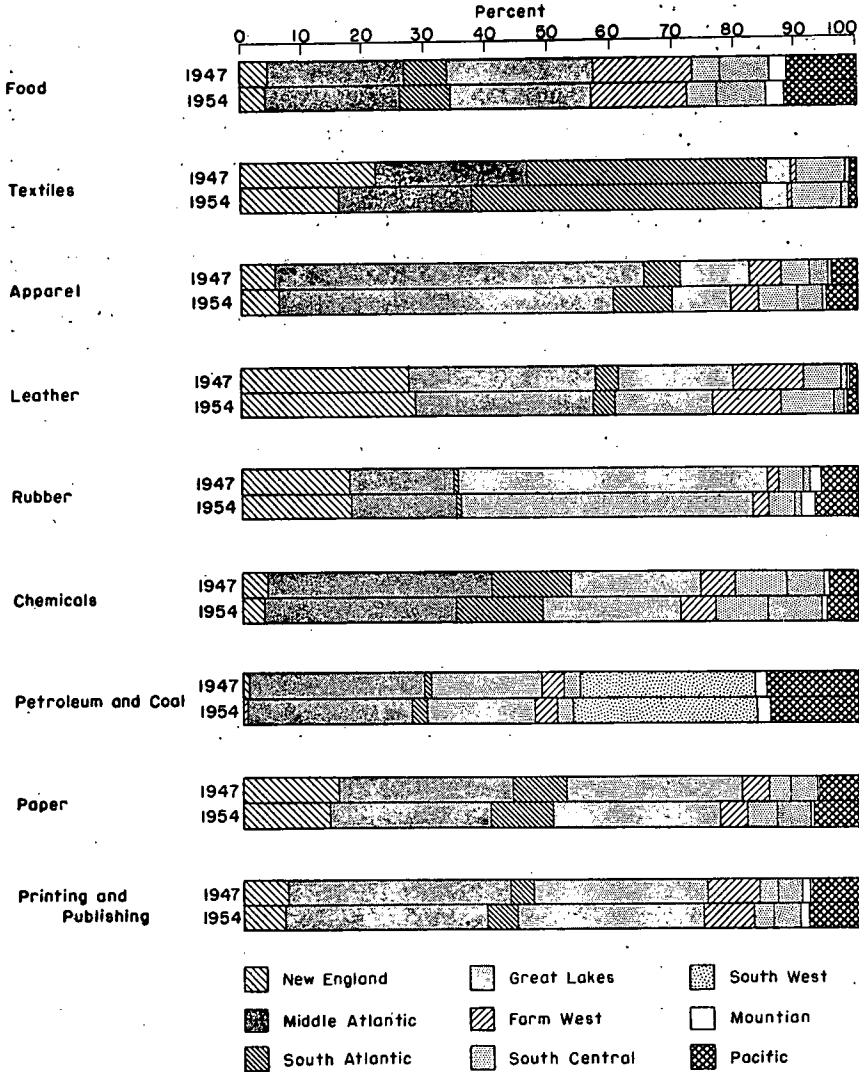 Percent
0 10 20 30 40 50 60 70 80 90 100
Food 1947
1954
Textiles 1947
1954
Apparel 1947
1954
Leather 1947
1954
Rubber 1947
1954
Chemicals 1947
1954
Petroleum and Coal 1947
1954
Paper 1947
1954
Printing and 1947
Publishing 1954
New England Great Lakes South West
Middle Atlantic Farm West Mountian
South Atlantic South Central Pacific